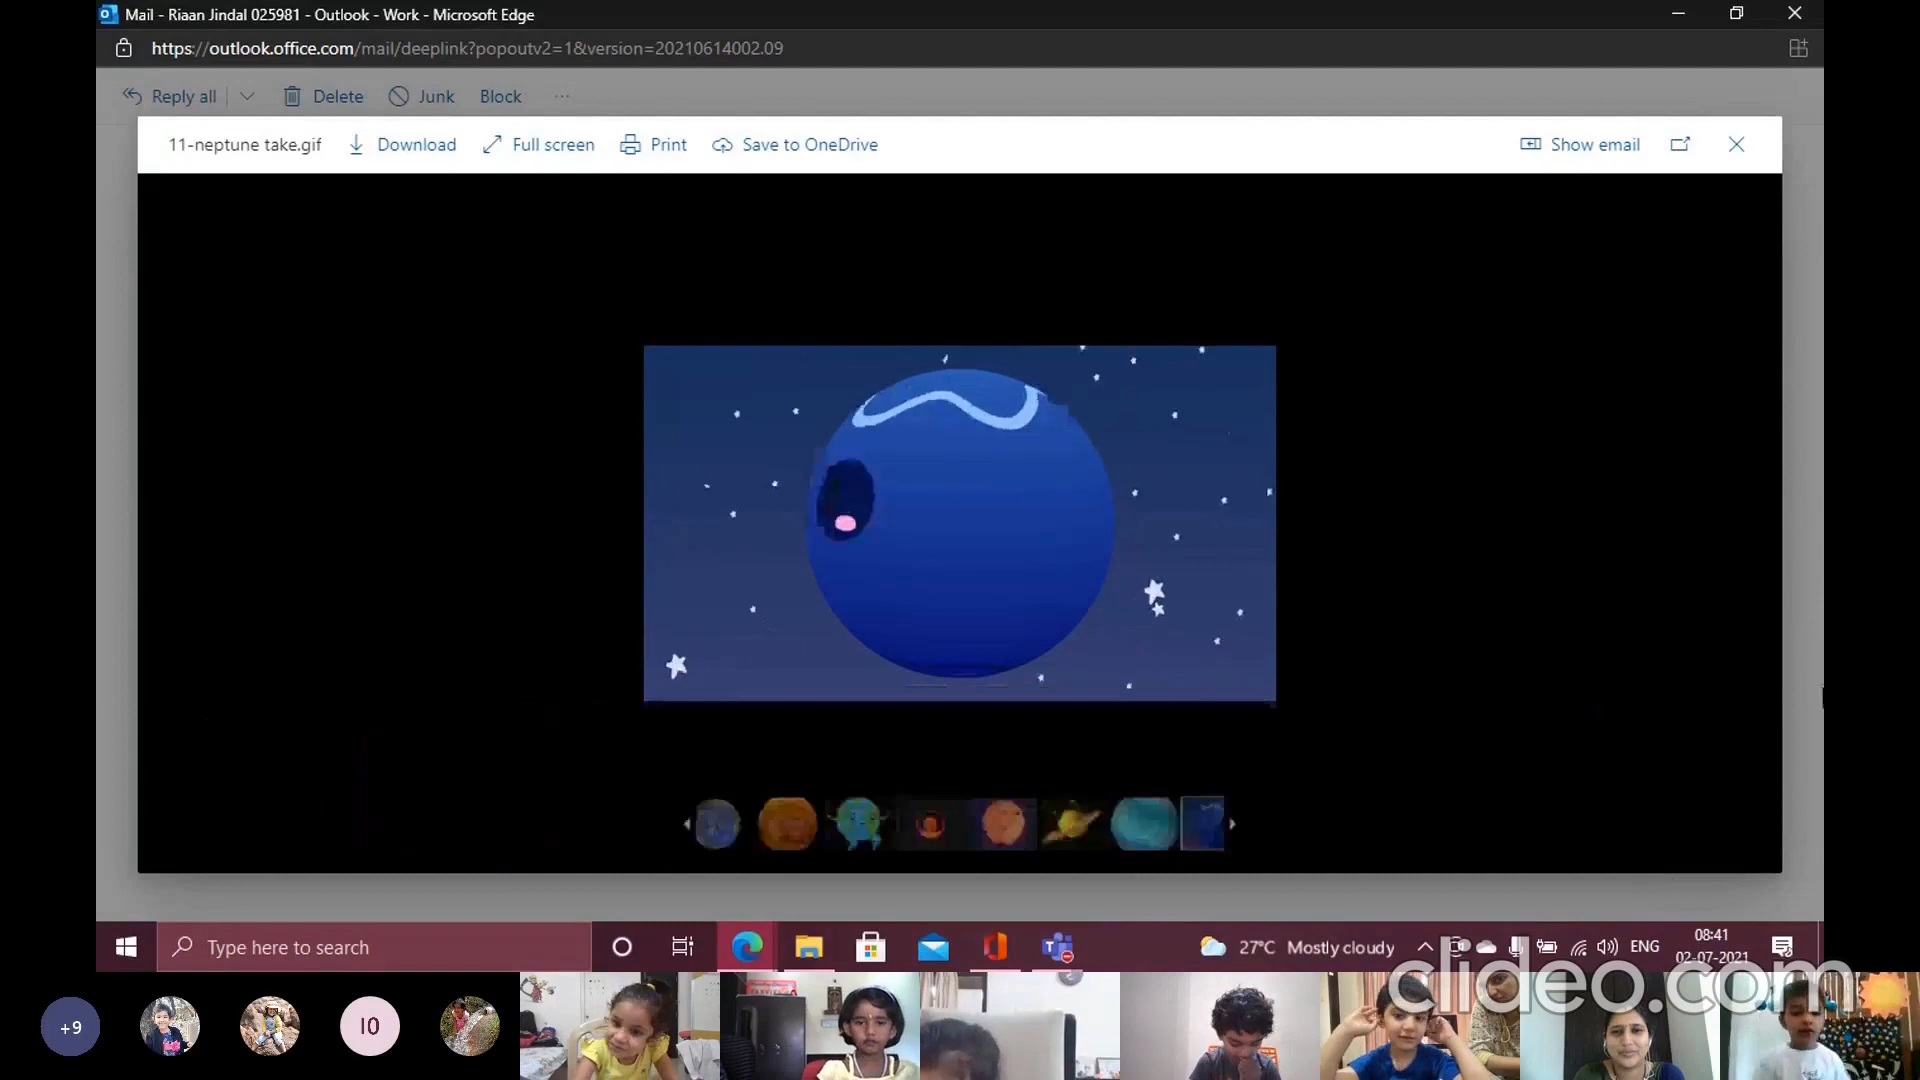 Mail - Riaan Jindal 025981 - Outlook - Work - Microsoft Edge
https://outlook.office.com/mail/deeplink?popoutv2=1&version=20210614002.09
Reply all Delete Junk Block ...
11-neptune take.gif Download Full screen Print Save to OneDrive Show email
Type here to search
27°C Mostly cloudy ENG 08:41
02-07-2021
clideo.com
+9 IO